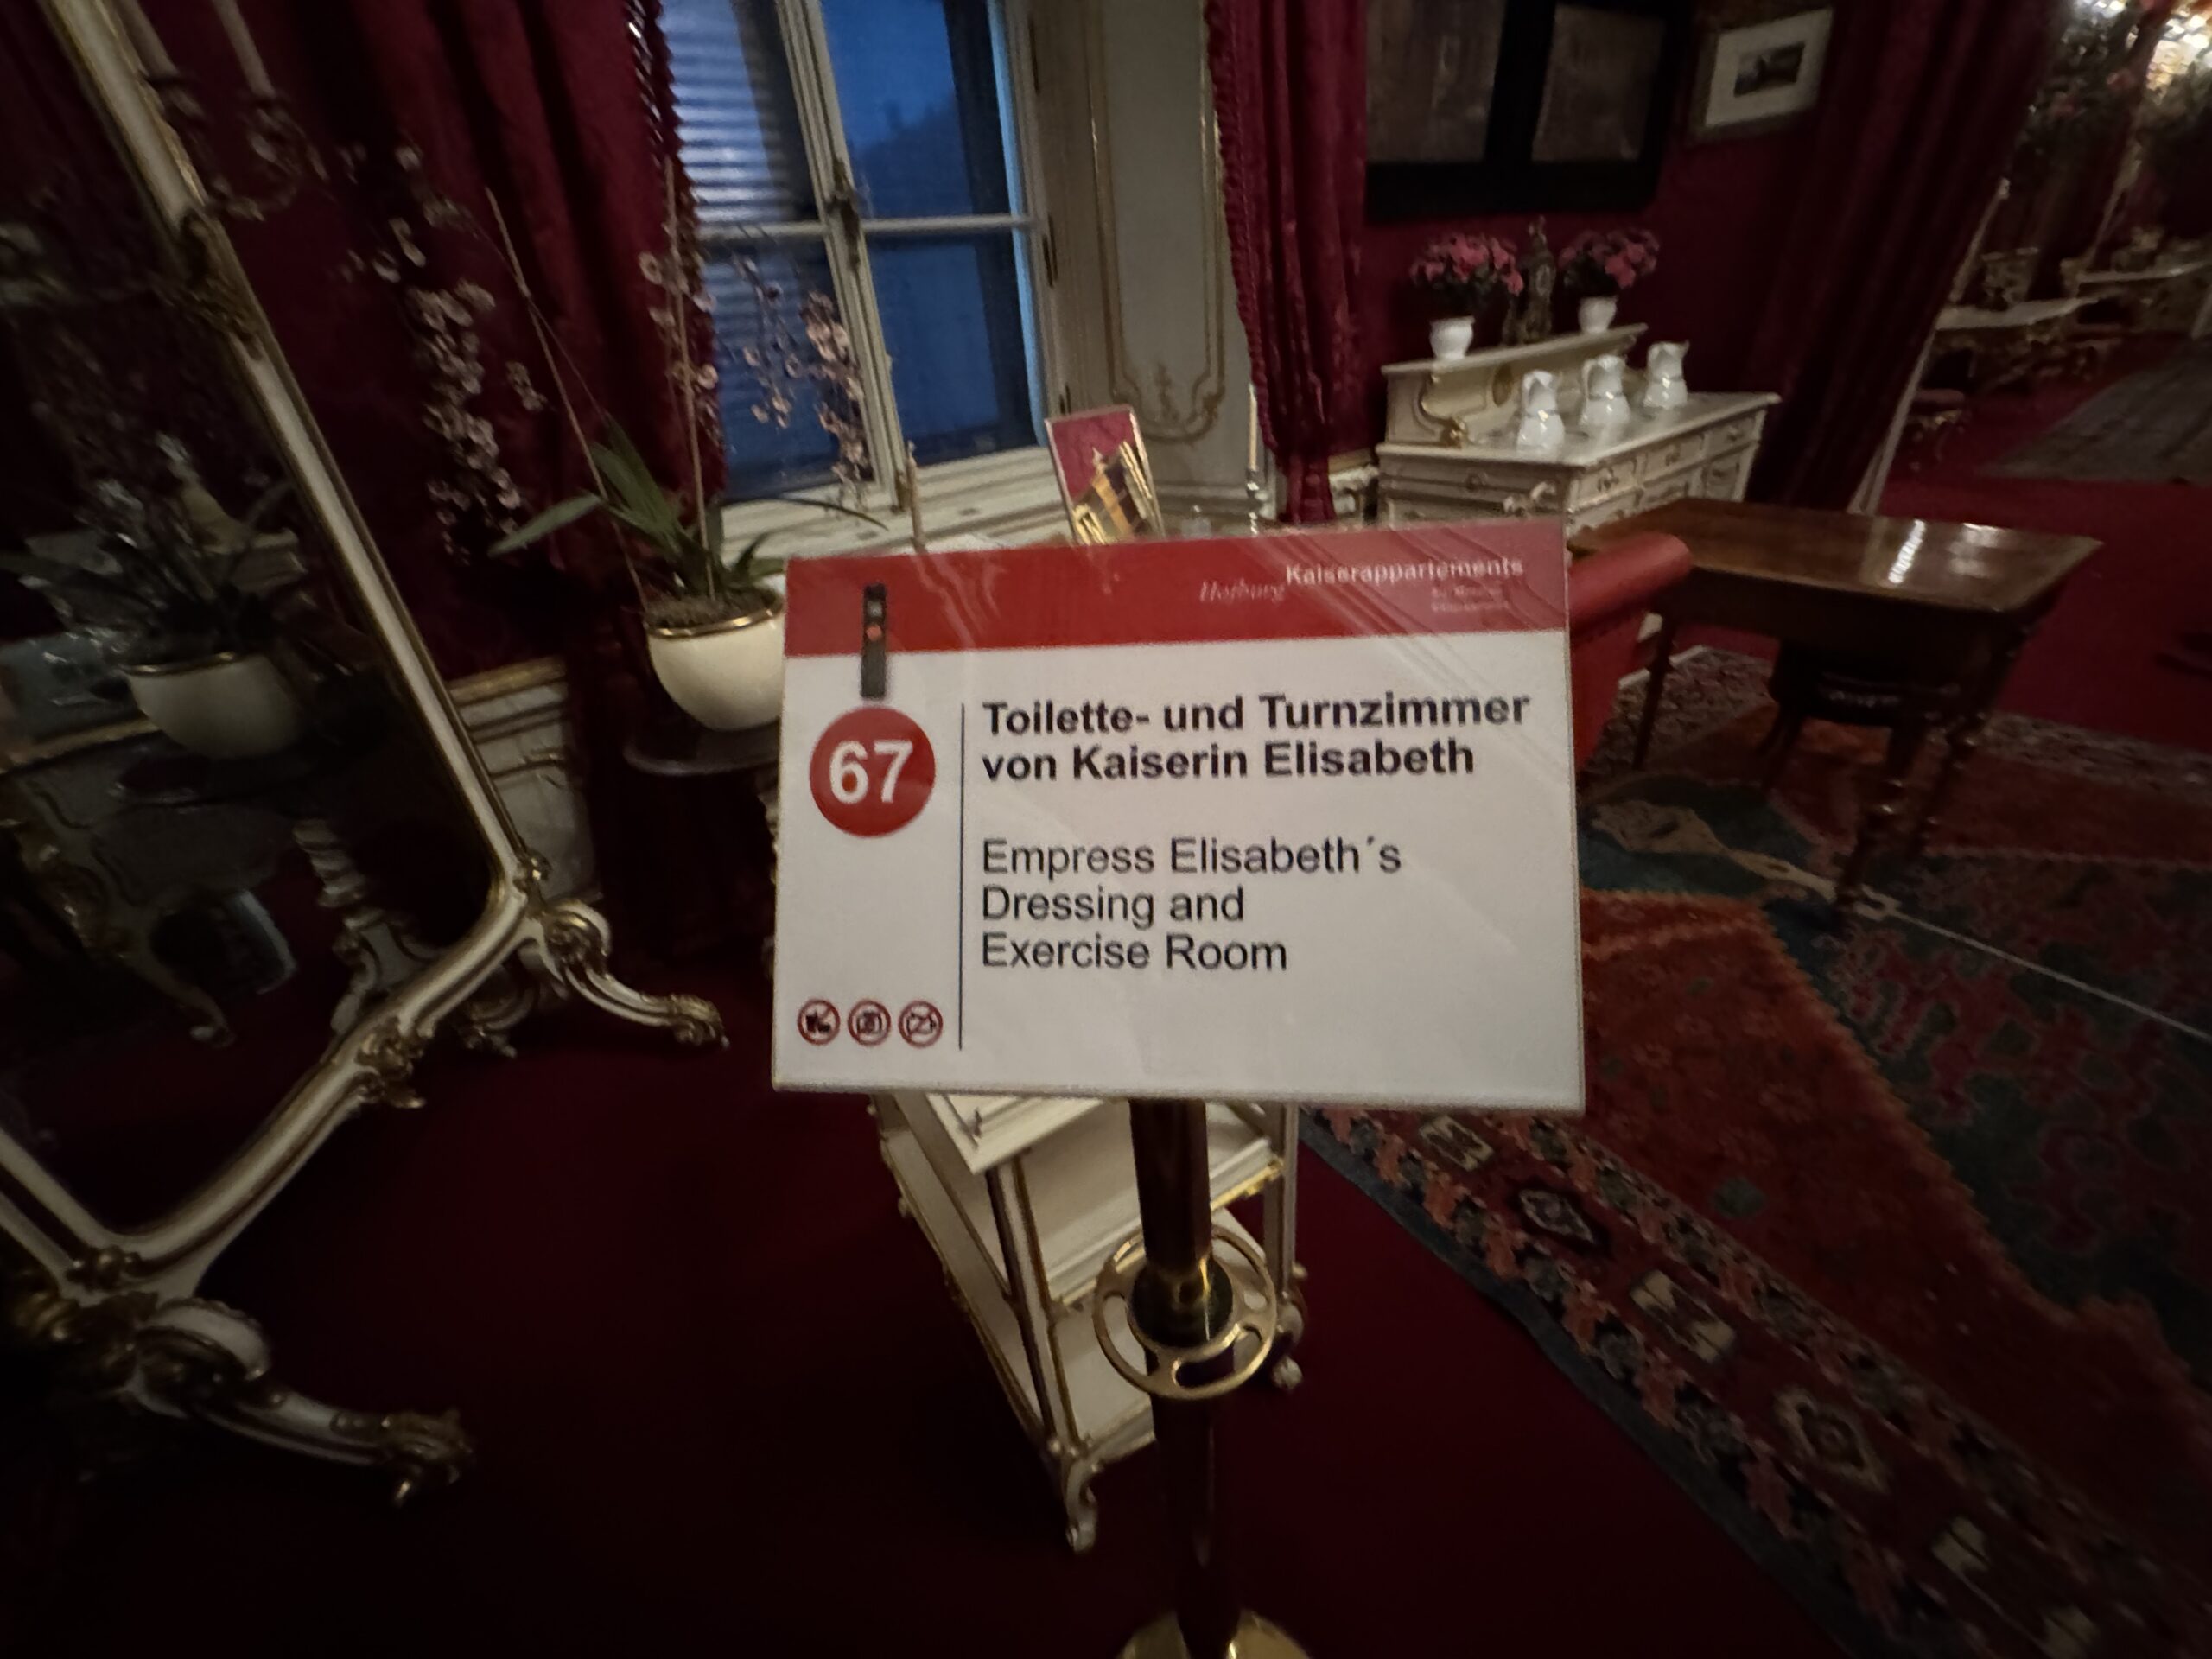 Hofburg Kaiserappartements
67
Toilette- und Turnzimmer
von Kaiserin Elisabeth
Empress Elisabeth´s
Dressing and
Exercise Room